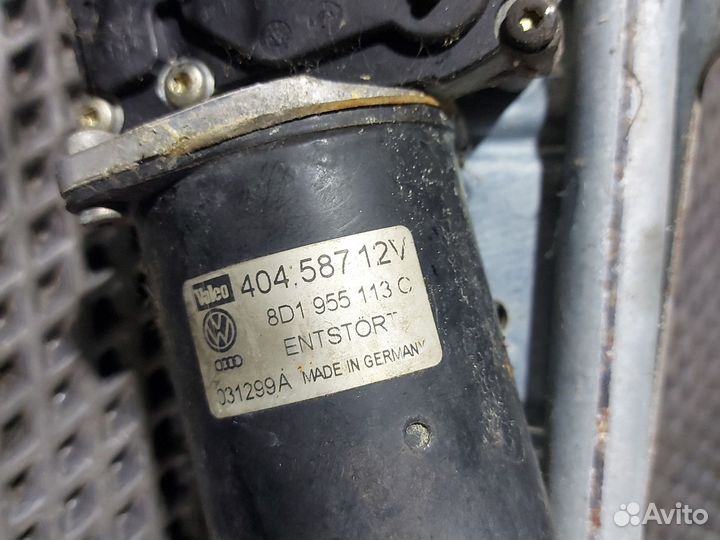 Valeo 404.587 12V
8D1 955 113 C
ENTSTÖRT
031299A MADE IN GERMANY
Avito